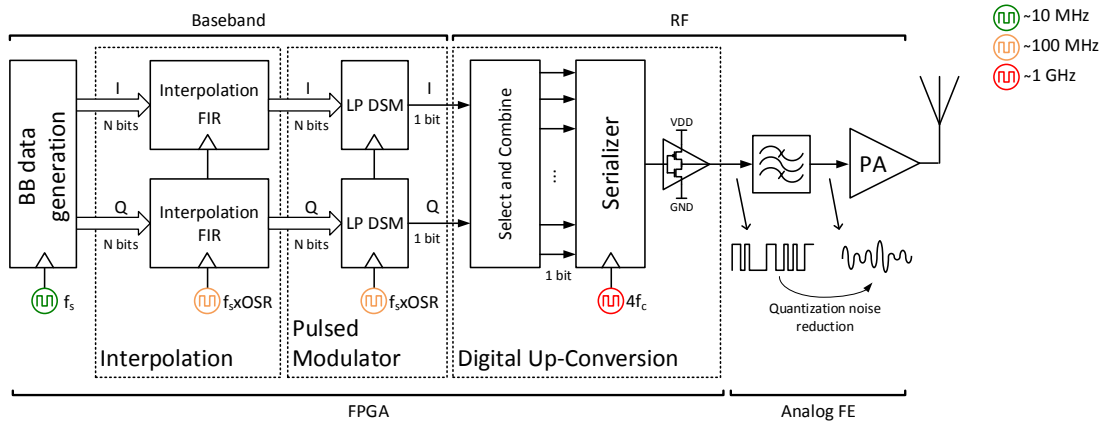 Baseband
RF
~10 MHz
~100 MHz
~1 GHz
BB data
generation
I
N bits
Interpolation
FIR
I
N bits
LP DSM
I
1 bit
Q
N bits
Interpolation
FIR
Q
N bits
LP DSM
Q
1 bit
Select and Combine
...
1 bit
Serializer
VDD
GND
PA
fs
fsxOSR
fsxOSR
4fc
Quantization noise
reduction
Interpolation
Pulsed
Modulator
Digital Up-Conversion
FPGA
Analog FE